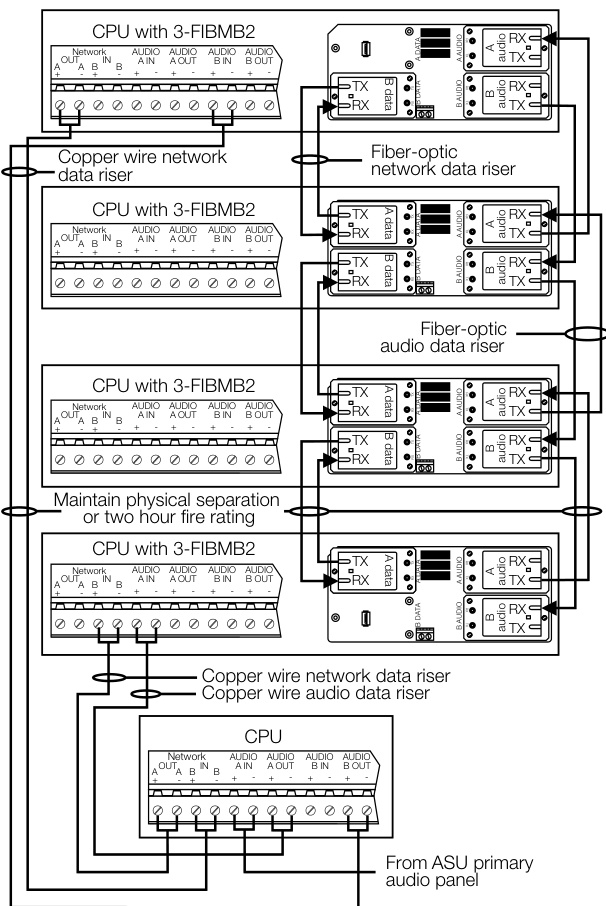 CPU with 3-FIBMB2
Network AUDIO AUDIO AUDIO AUDIO
OUT IN A IN A OUT B IN B OUT
A A B B
+ - + - + - + - + - + -
A DATA
A AUDIO
A audio
RX
TX
TX
RX
B data
B DATA
B AUDIO
B audio
RX
TX
Copper wire network
data riser
Fiber-optic
network data riser
CPU with 3-FIBMB2
Network AUDIO AUDIO AUDIO AUDIO
OUT IN A IN A OUT B IN B OUT
A A B B
+ - + - + - + - + - + -
TX
RX
A data
A DATA
A AUDIO
A audio
RX
TX
TX
RX
B data
B DATA
B AUDIO
B audio
RX
TX
Fiber-optic
audio data riser
CPU with 3-FIBMB2
Network AUDIO AUDIO AUDIO AUDIO
OUT IN A IN A OUT B IN B OUT
A A B B
+ - + - + - + - + - + -
TX
RX
A data
A DATA
A AUDIO
A audio
RX
TX
TX
RX
B data
B DATA
B AUDIO
B audio
RX
TX
Maintain physical separation
or two hour fire rating
CPU with 3-FIBMB2
Network AUDIO AUDIO AUDIO AUDIO
OUT IN A IN A OUT B IN B OUT
A A B B
+ - + - + - + - + - + -
TX
RX
A data
A DATA
A AUDIO
A audio
RX
TX
B DATA
B AUDIO
B audio
RX
TX
Copper wire network data riser
Copper wire audio data riser
CPU
Network AUDIO AUDIO AUDIO AUDIO
OUT IN A IN A OUT B IN B OUT
A A B B
+ - + - + - + - + - + -
From ASU primary
audio panel